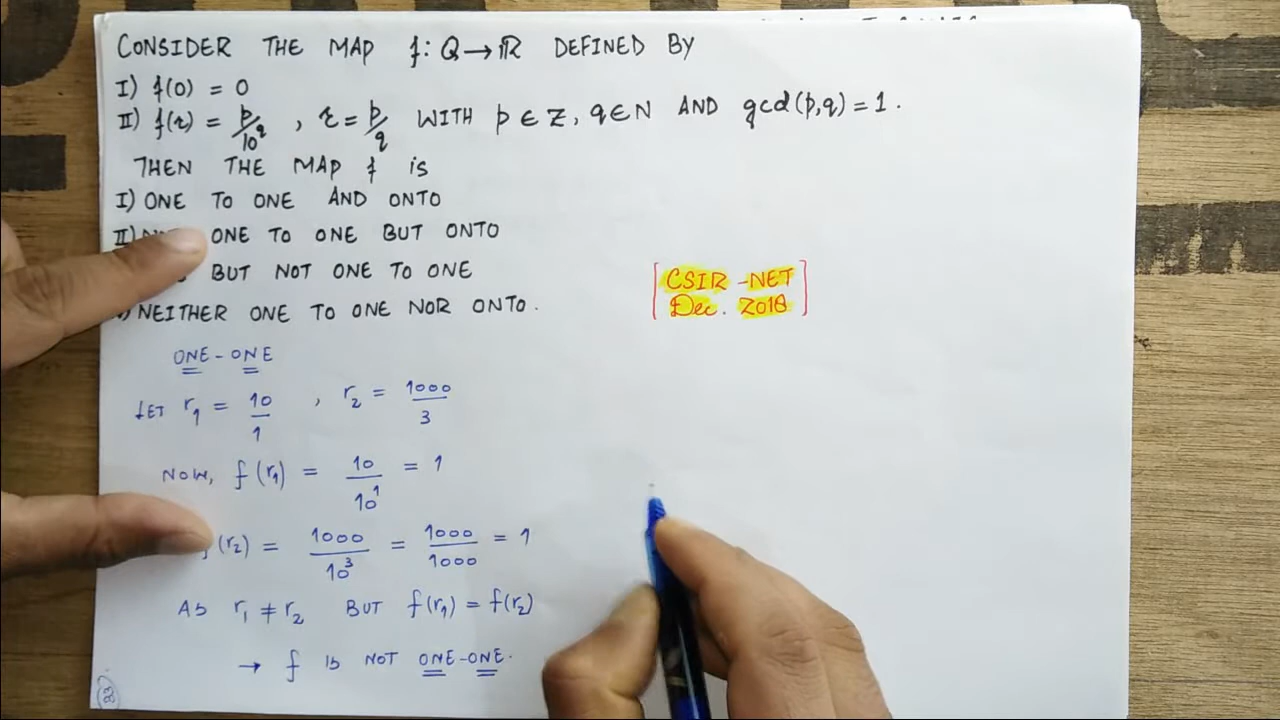 CONSIDER THE MAP f: Q→ℝ DEFINED BY
I) f(0) = 0
II) f(r) = p/10^q , r = p/q WITH p ∈ Z, q ∈ N AND gcd(p,q) = 1.
THEN THE MAP f is
I) ONE TO ONE AND ONTO
II) ONE TO ONE BUT ONTO
BUT NOT ONE TO ONE
NEITHER ONE TO ONE NOR ONTO.
[CSIR-NET
Dec. 2018]
ONE-ONE
LET r₁ = 10/1 , r₂ = 1000/3
NOW, f(r₁) = 10/10^1 = 1
(r₂) = 1000/10^3 = 1000/1000 = 1
AS r₁ ≠ r₂ BUT f(r₁) = f(r₂)
→ f IS NOT ONE-ONE.